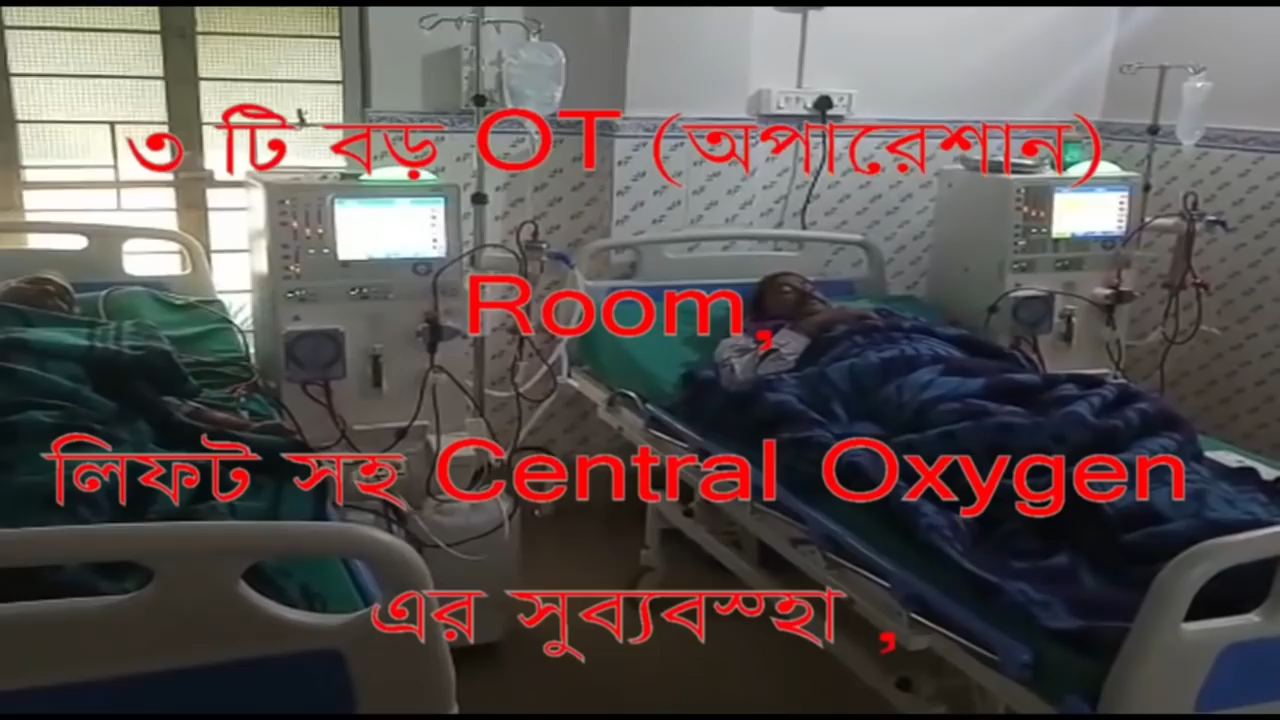 ৩ টি বড় OT (অপারেশান)
Room,
লিফট সহ Central Oxygen
এর সুব্যবস্হা ,